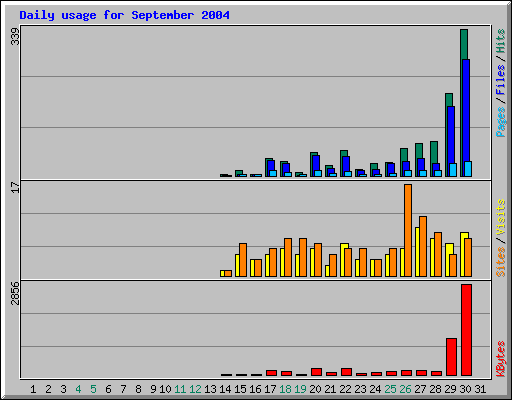 Daily usage for September 2004
339
Pages / Files / Hits
17
Sites / Visits
2856
KBytes
1 2 3 4 5 6 7 8 9 10 11 12 13 14 15 16 17 18 19 20 21 22 23 24 25 26 27 28 29 30 31